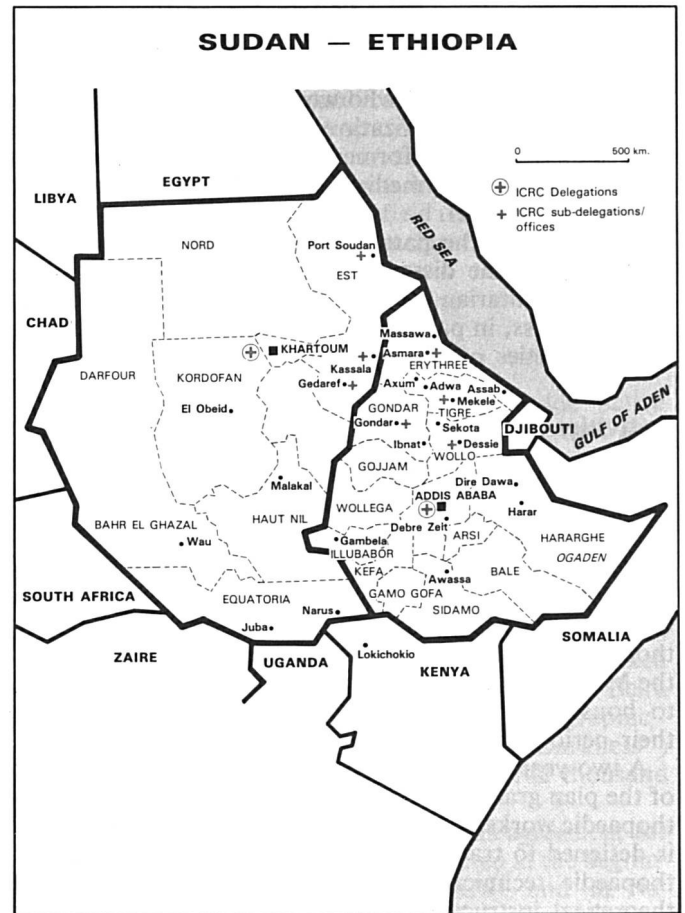 SUDAN — ETHIOPIA
0 500 km.
ICRC Delegations
ICRC sub-delegations/
offices
LIBYA
EGYPT
RED SEA
NORD
Port Soudan
EST
CHAD
Massawa
KHARTOUM
Asmara
Kassala
ERYTHREE
DARFOUR
KORDOFAN
Gedaref
Axum
Adwa
Assab
Mekele
El Obeid
GONDAR
TIGRE
Gondar
Sekota
DJIBOUTI
GULF OF ADEN
Ibnat
Dessie
WOLLO
GOJJAM
Malakal
Dire Dawa
ADDIS ABABA
WOLLEGA
HAUT NIL
Harar
BAHR EL GHAZAL
Debre Zeit
Wau
Gambela
ARSI
HARARGHE
ILLUBABOR
OGADEN
KEFA
BALE
Awassa
SOUTH AFRICA
EQUATORIA
GAMO GOFA
Narus
SIDAMO
Juba
SOMALIA
ZAIRE
UGANDA
Lokichokio
KENYA